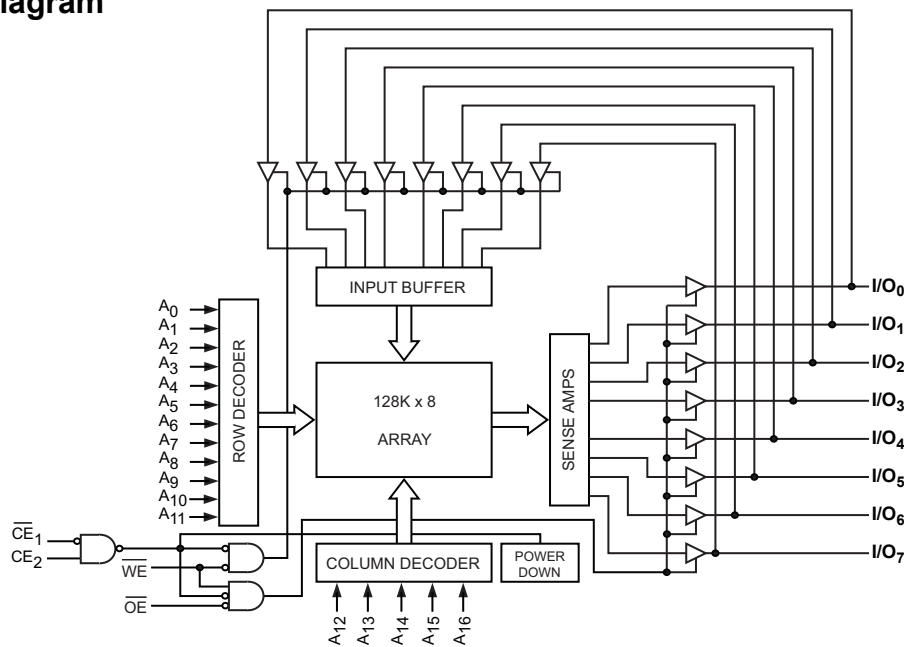 iagram
INPUT BUFFER
A0
A1
A2
A3
A4
A5
A6
A7
A8
A9
A10
A11
ROW DECODER
128K x 8
ARRAY
SENSE AMPS
I/O0
I/O1
I/O2
I/O3
I/O4
I/O5
I/O6
I/O7
CE1
CE2
WE
OE
COLUMN DECODER
POWER
DOWN
A12
A13
A14
A15
A16